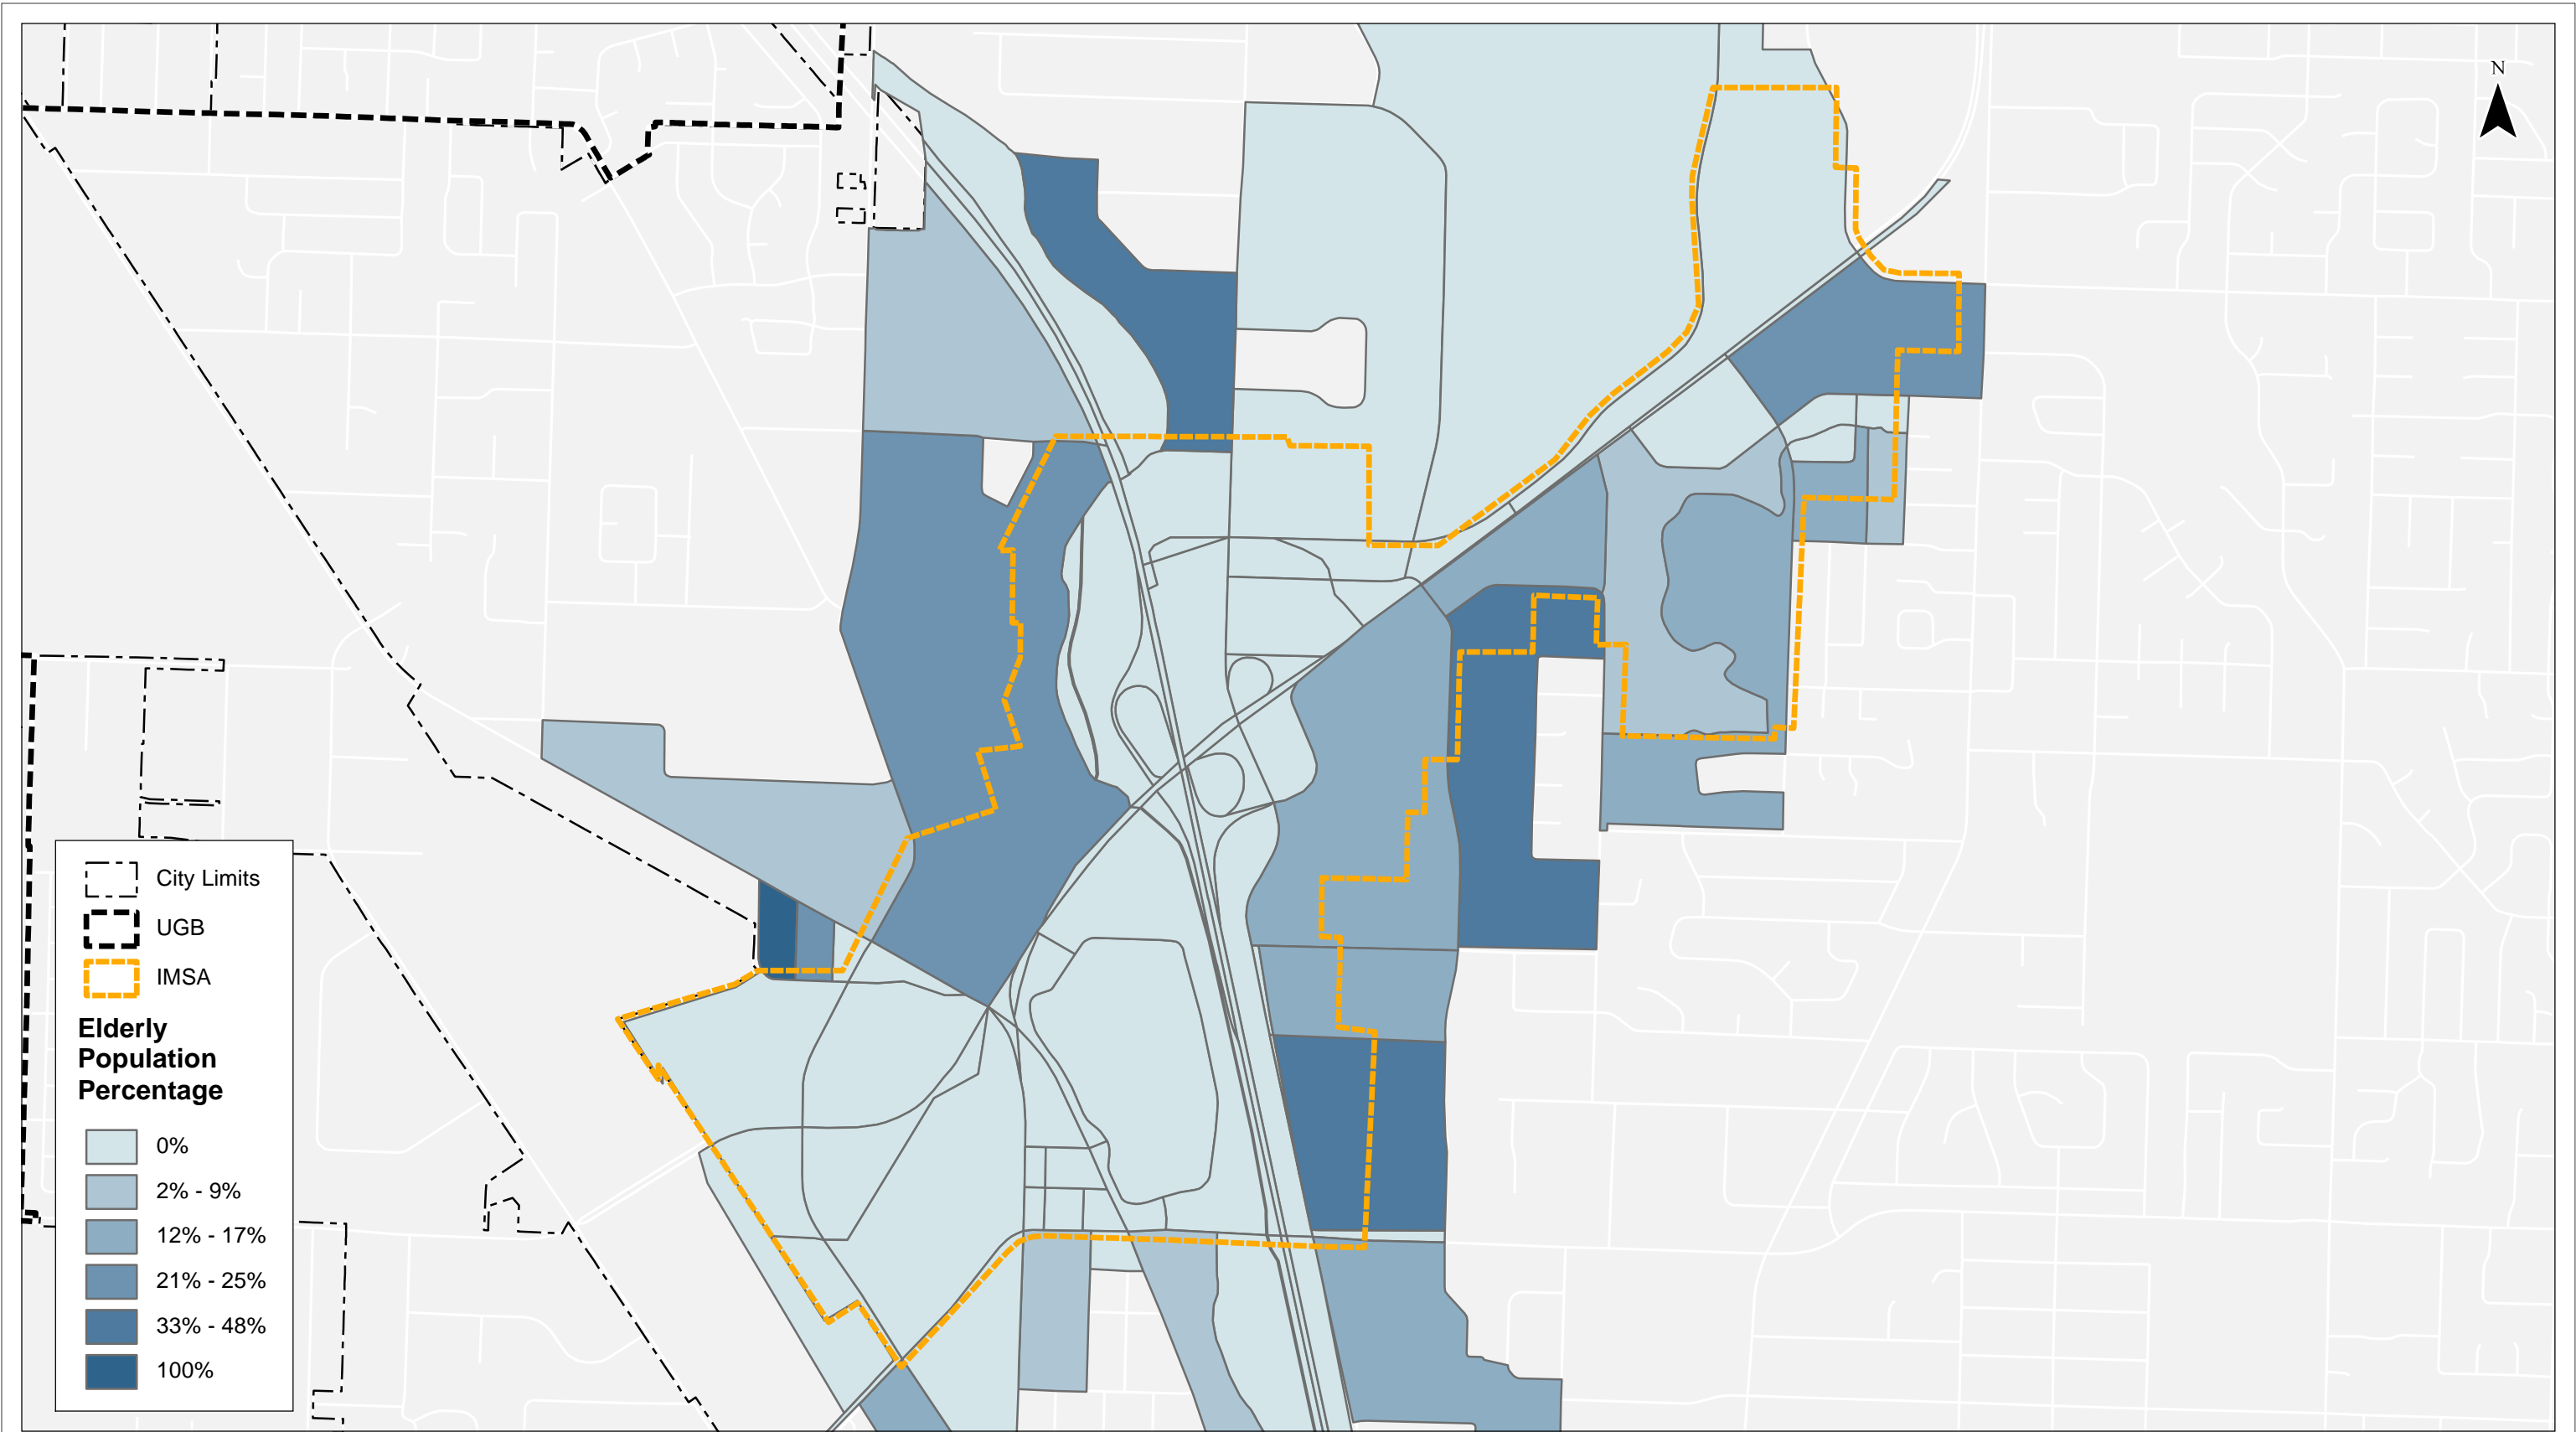 N
City Limits
UGB
IMSA
Elderly
Population
Percentage
0%
2% - 9%
12% - 17%
21% - 25%
33% - 48%
100%